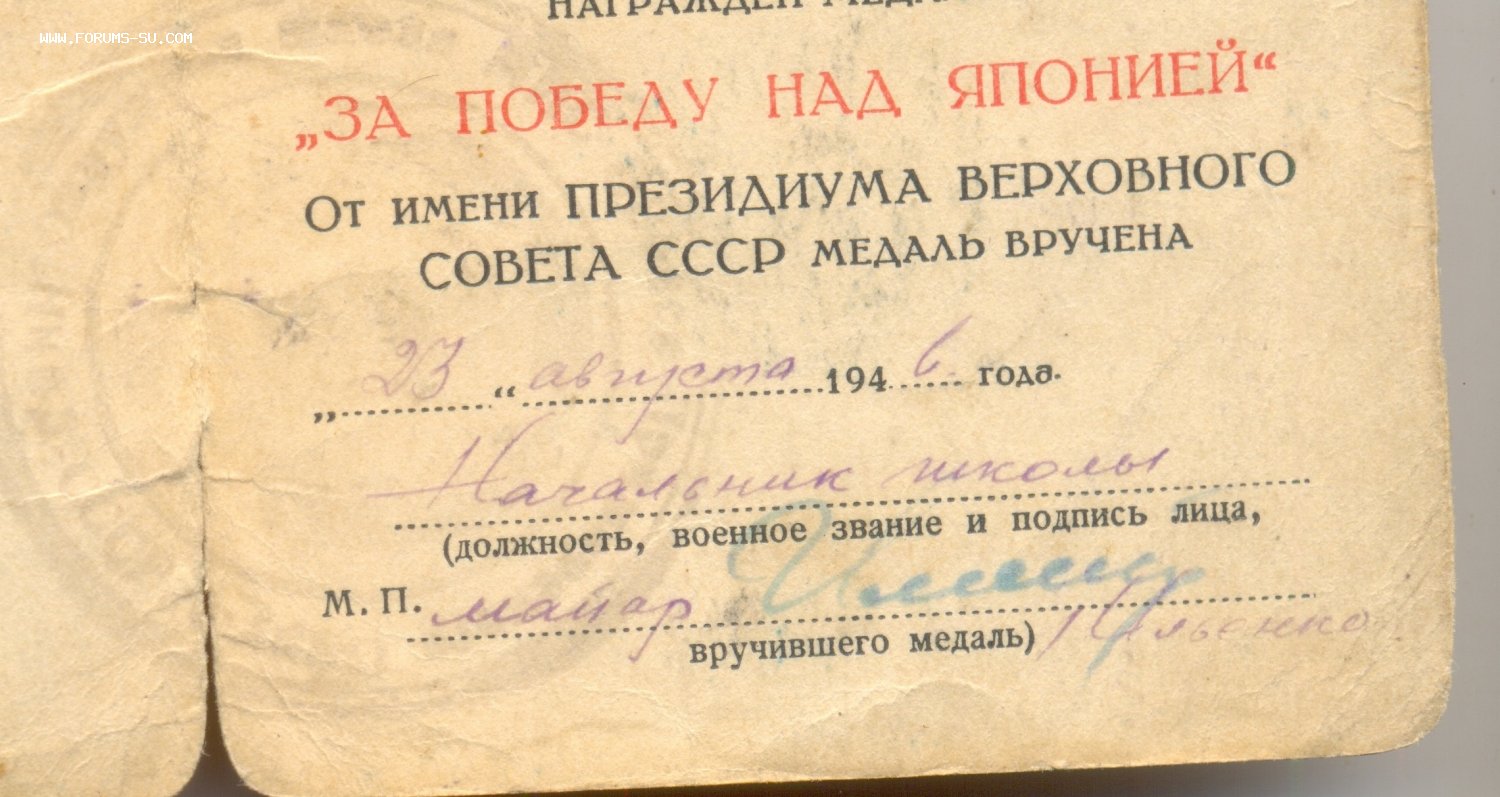 WWW.FORUMS-SU.COM
НАГРАЖДЕН
„ЗА ПОБЕДУ НАД ЯПОНИЕЙ“
От имени ПРЕЗИДИУМА ВЕРХОВНОГО
СОВЕТА СССР медаль вручена
„23“ августа 1946 года.
Начальник школы
(должность, военное звание и подпись лица,
М. П. майор
вручившего медаль)